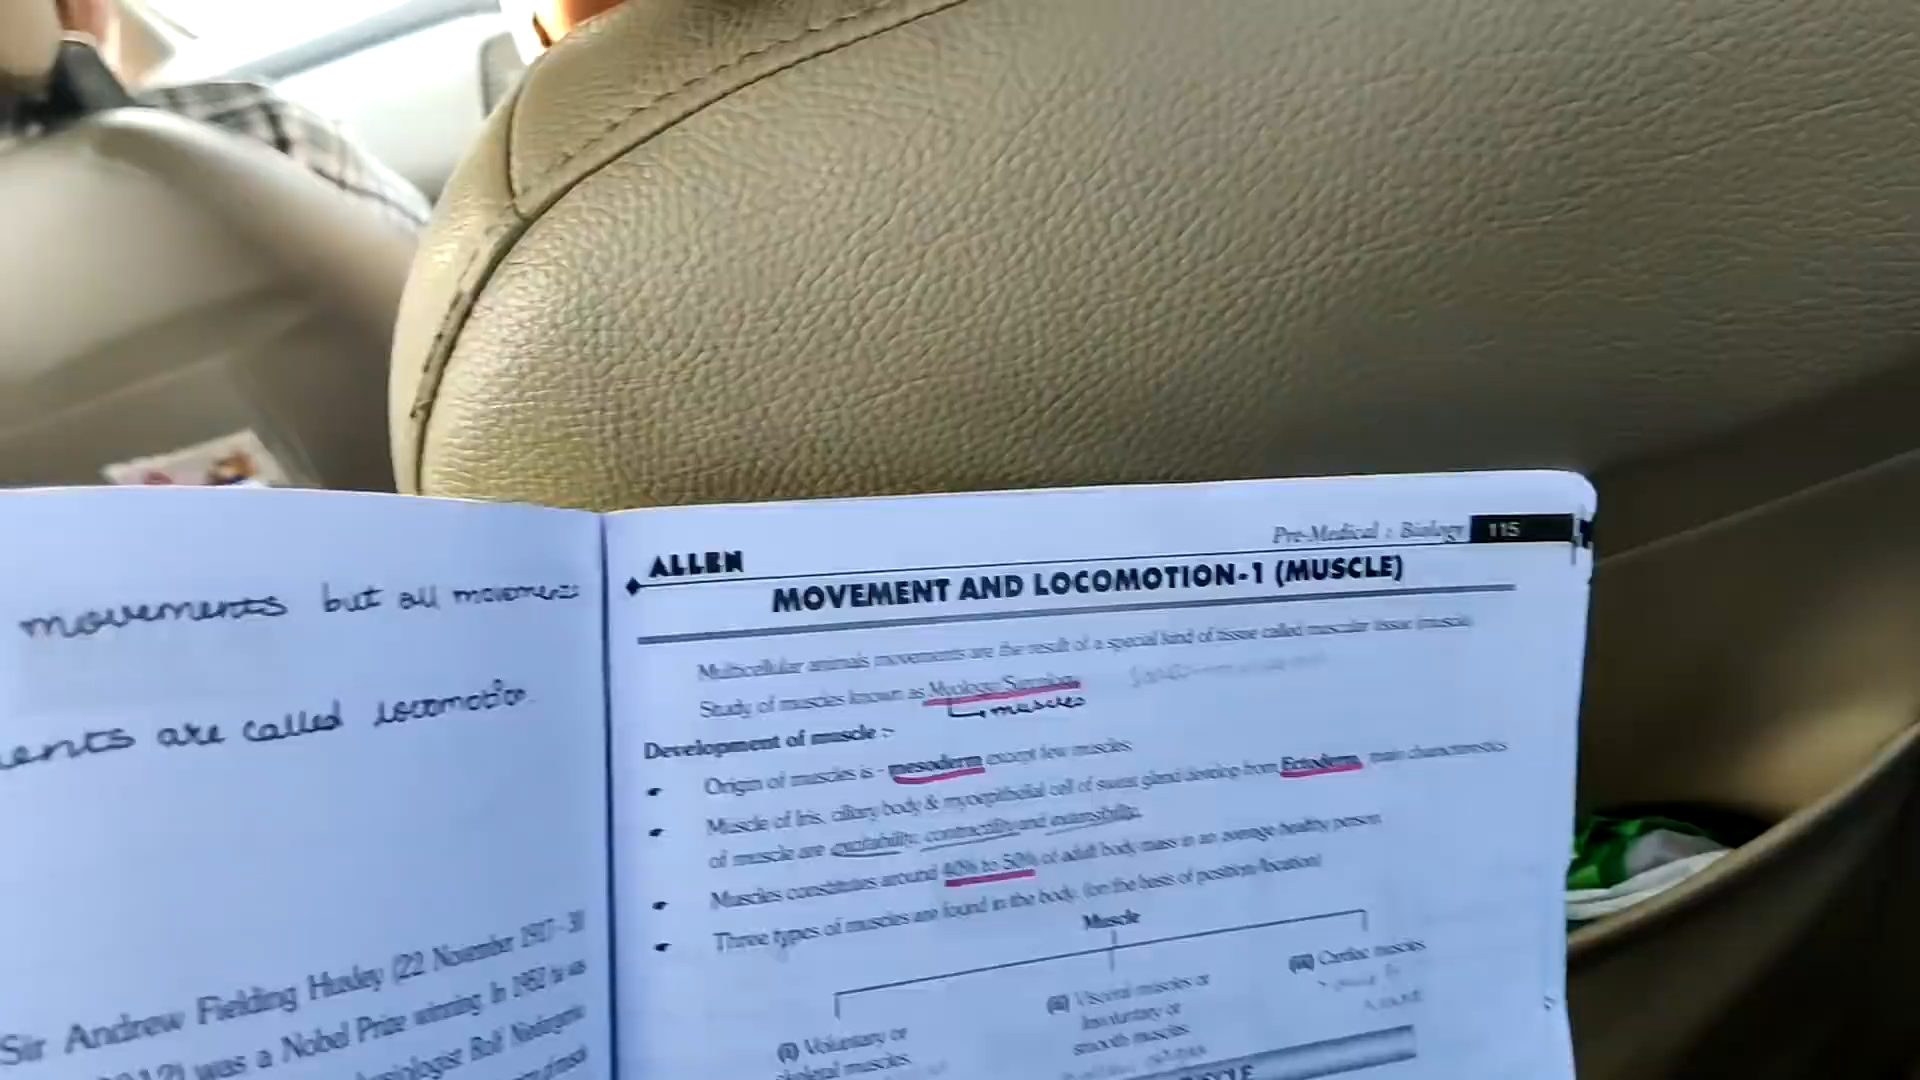 movements but all movements
ents are called locomotion.
Sir Andrew Fielding Huxley (22 November 1917 - 30
2012) was a Nobel Prize winning. In 1952 he was
physiologist Rolf Niedergerke
ALLEN
Pre-Medical : Biology 115
MOVEMENT AND LOCOMOTION-1 (MUSCLE)
Multicellular animals movements are the result of a special kind of tissue called muscular tissue (muscle)
Study of muscles known as Myology/Sarcology
muscles
Development of muscle :-
Origin of muscles is - mesoderm except few muscles.
Muscle of Iris, ciliary body & myoepithelial cell of sweat gland develop from Ectoderm, main characteristics
of muscle are excitability, contractility and extensibility.
Muscles constitutes around 40% to 50% of adult body mass in an average healthy person
Three types of muscles are found in the body. (on the basis of position/location)
Muscle
(i) Voluntary or
skeletal muscles
(ii) Visceral muscles or
Involuntary or
smooth muscles
(iii) Cardiac muscles